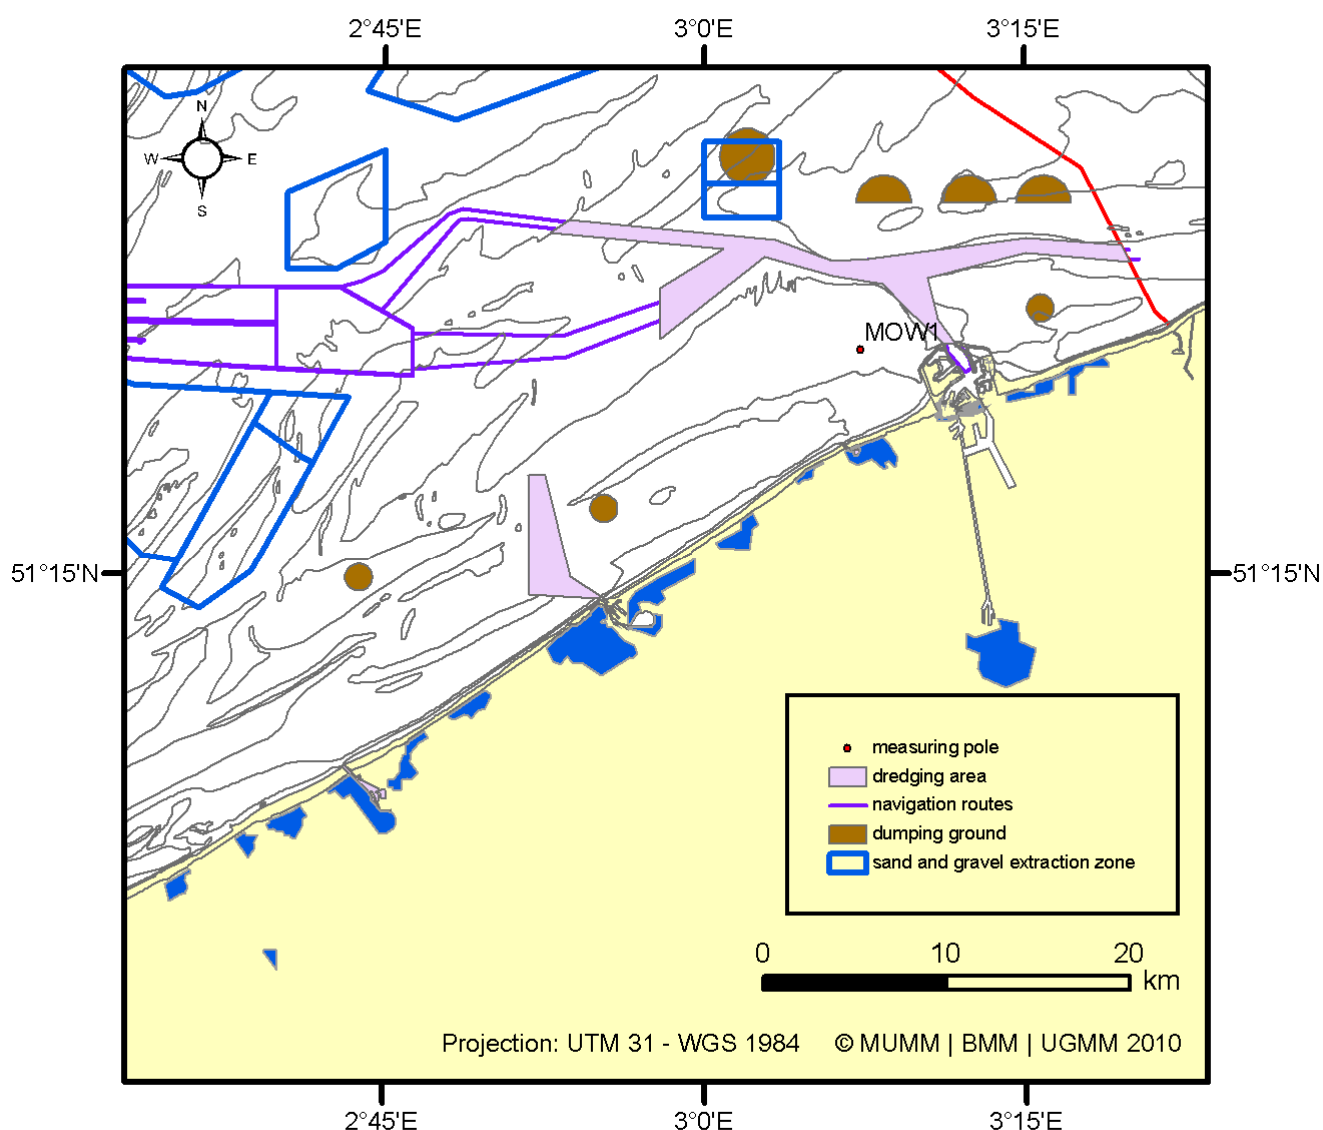 2°45'E 3°0'E 3°15'E
N
W E
S
MOW1
51°15'N 51°15'N
measuring pole
dredging area
navigation routes
dumping ground
sand and gravel extraction zone
0 10 20
km
Projection: UTM 31 - WGS 1984 © MUMM | BMM | UGMM 2010
2°45'E 3°0'E 3°15'E